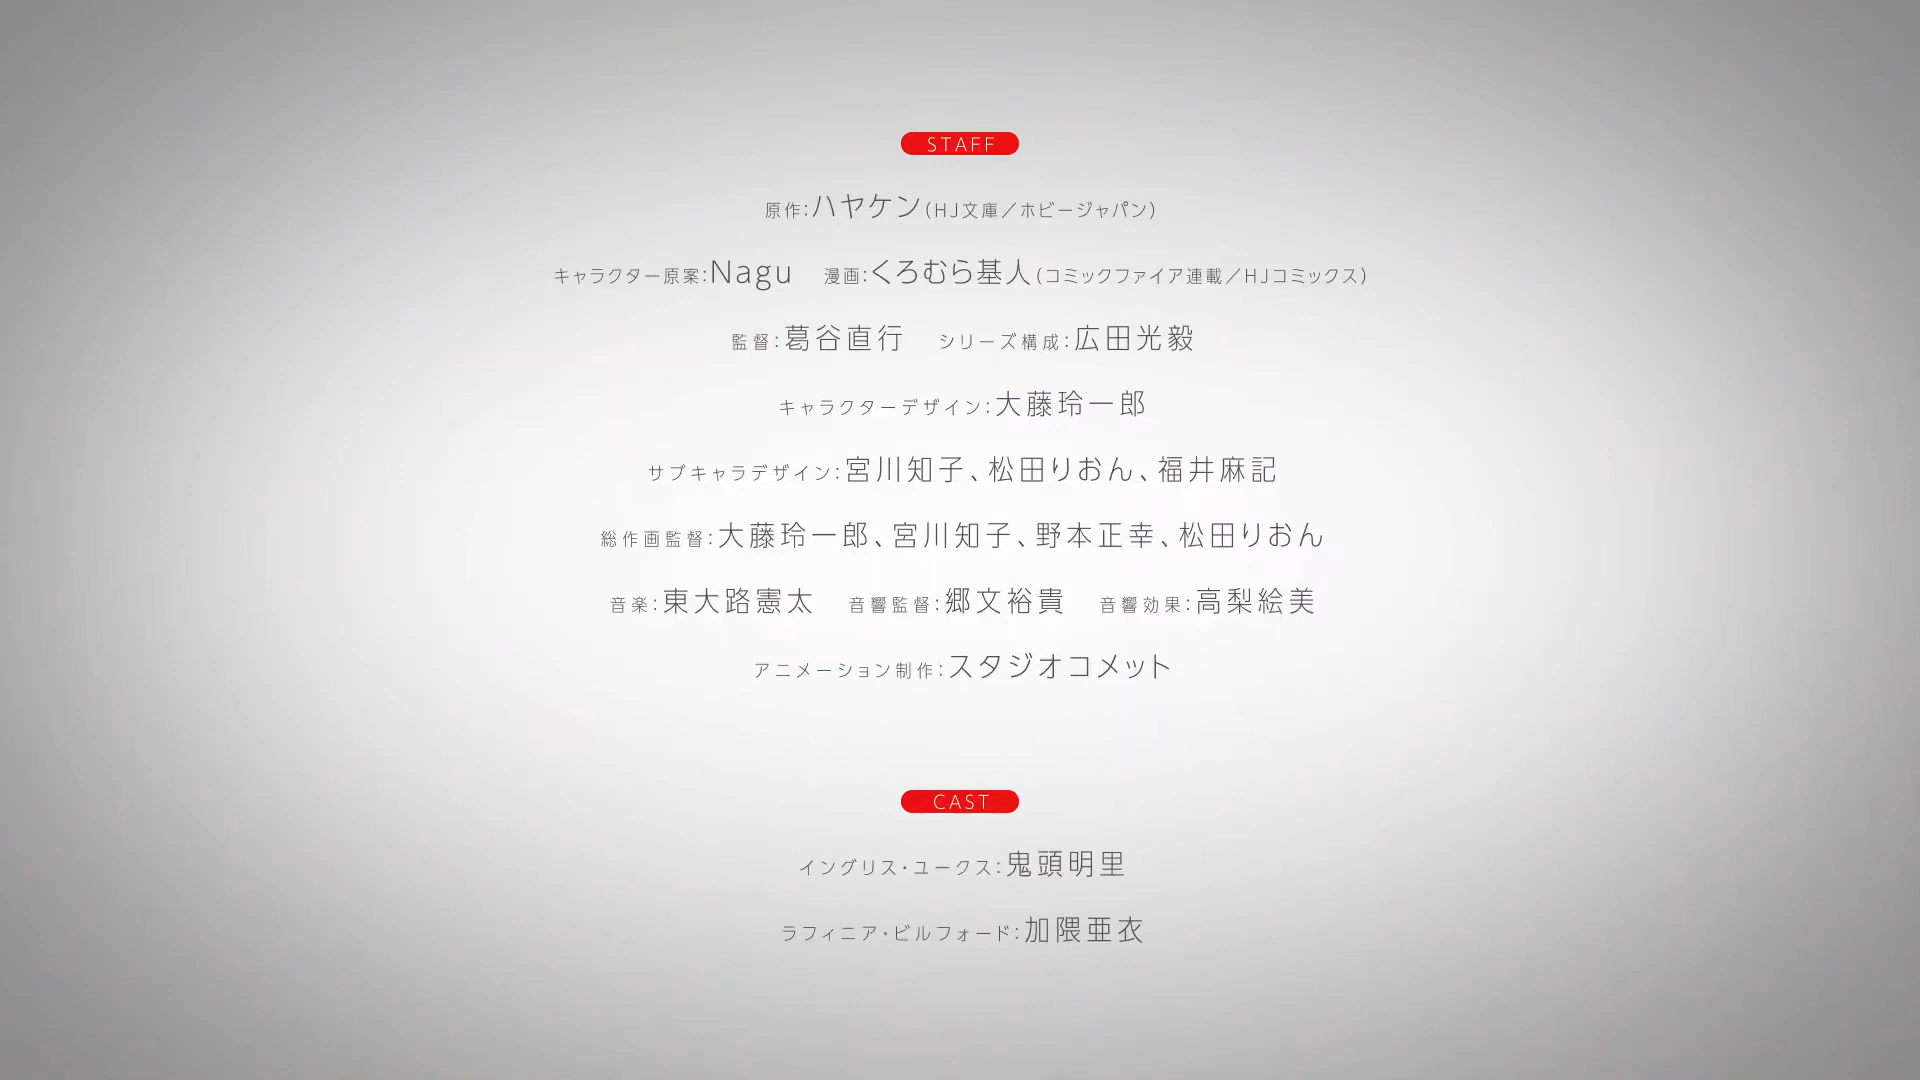 STAFF
原作:ハヤケン(HJ文庫／ホビージャパン)
キャラクター原案:Nagu　漫画:くろむら基人(コミックファイア連載／HJコミックス)
監督:葛谷直行　シリーズ構成:広田光毅
キャラクターデザイン:大藤玲一郎
サブキャラデザイン:宮川知子、松田りおん、福井麻記
総作画監督:大藤玲一郎、宮川知子、野本正幸、松田りおん
音楽:東大路憲太　音響監督:郷文裕貴　音響効果:高梨絵美
アニメーション制作:スタジオコメット
CAST
イングリス・ユークス:鬼頭明里
ラフィニア・ビルフォード:加隈亜衣